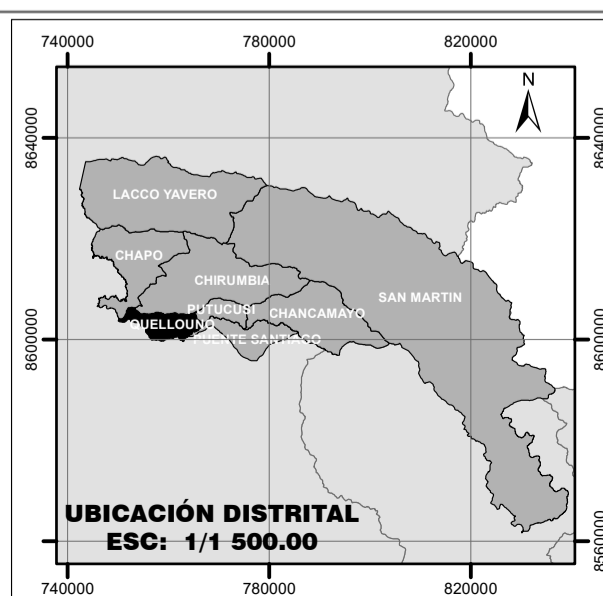 740000 780000 820000
N
8640000 8640000
LACCO YAVERO
CHAPO
CHIRUMBIA
SAN MARTIN
PUTUCUSI
CHANCAMAYO
QUELLOUNO
PUENTE SANTIAGO
8600000 8600000
UBICACIÓN DISTRITAL
ESC: 1/1 500.00
8560000 8560000
740000 780000 820000